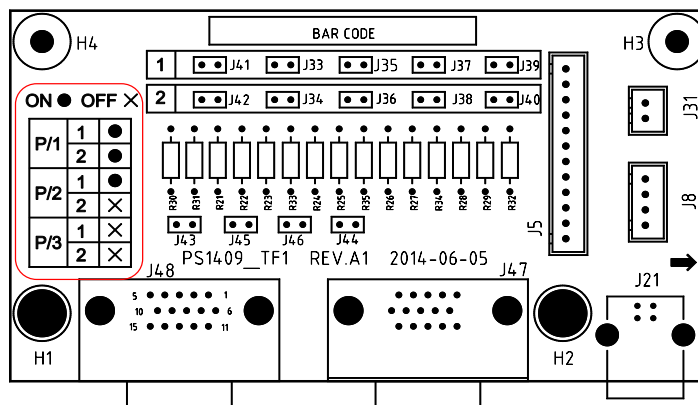 BAR CODE
H4
H3
1 J41 J33 J35 J37 J39
2 J42 J34 J36 J38 J40
J31
ON ● OFF ×
P/1 1 ●
2 ●
P/2 1 ●
2 ×
P/3 1 ×
2 ×
R30 R31 R21 R22 R23 R33 R24 R25 R35 R26 R27 R34 R28 R29 R32
J5
J8
J43 J45 J46 J44
PS1409_TF1 REV.A1 2014-06-05
J48
J47
J21
5 1
10 6
15 11
H1
H2